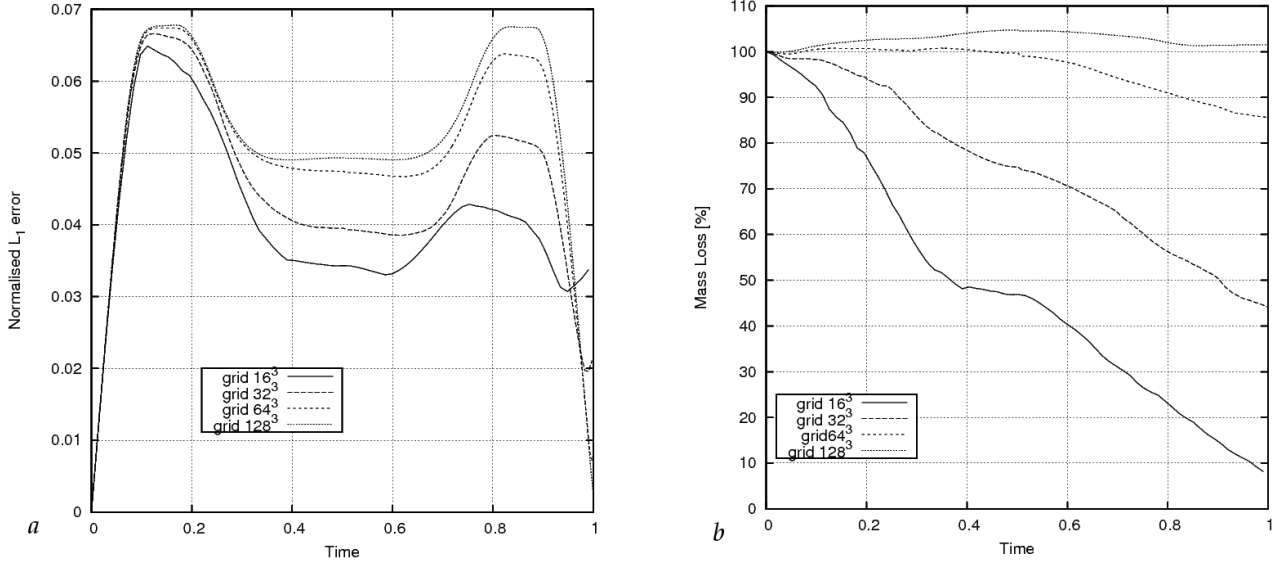 0.07
0.06
0.05
0.04
0.03
0.02
0.01
0
Normalised L₁ error
grid 16³
grid 32³
grid 64³
grid 128³
0 0.2 0.4 0.6 0.8 1
Time
a
110
100
90
80
70
60
50
40
30
20
10
0
Mass Loss [%]
grid 16³
grid 32³
grid64³
grid 128³
0 0.2 0.4 0.6 0.8 1
Time
b